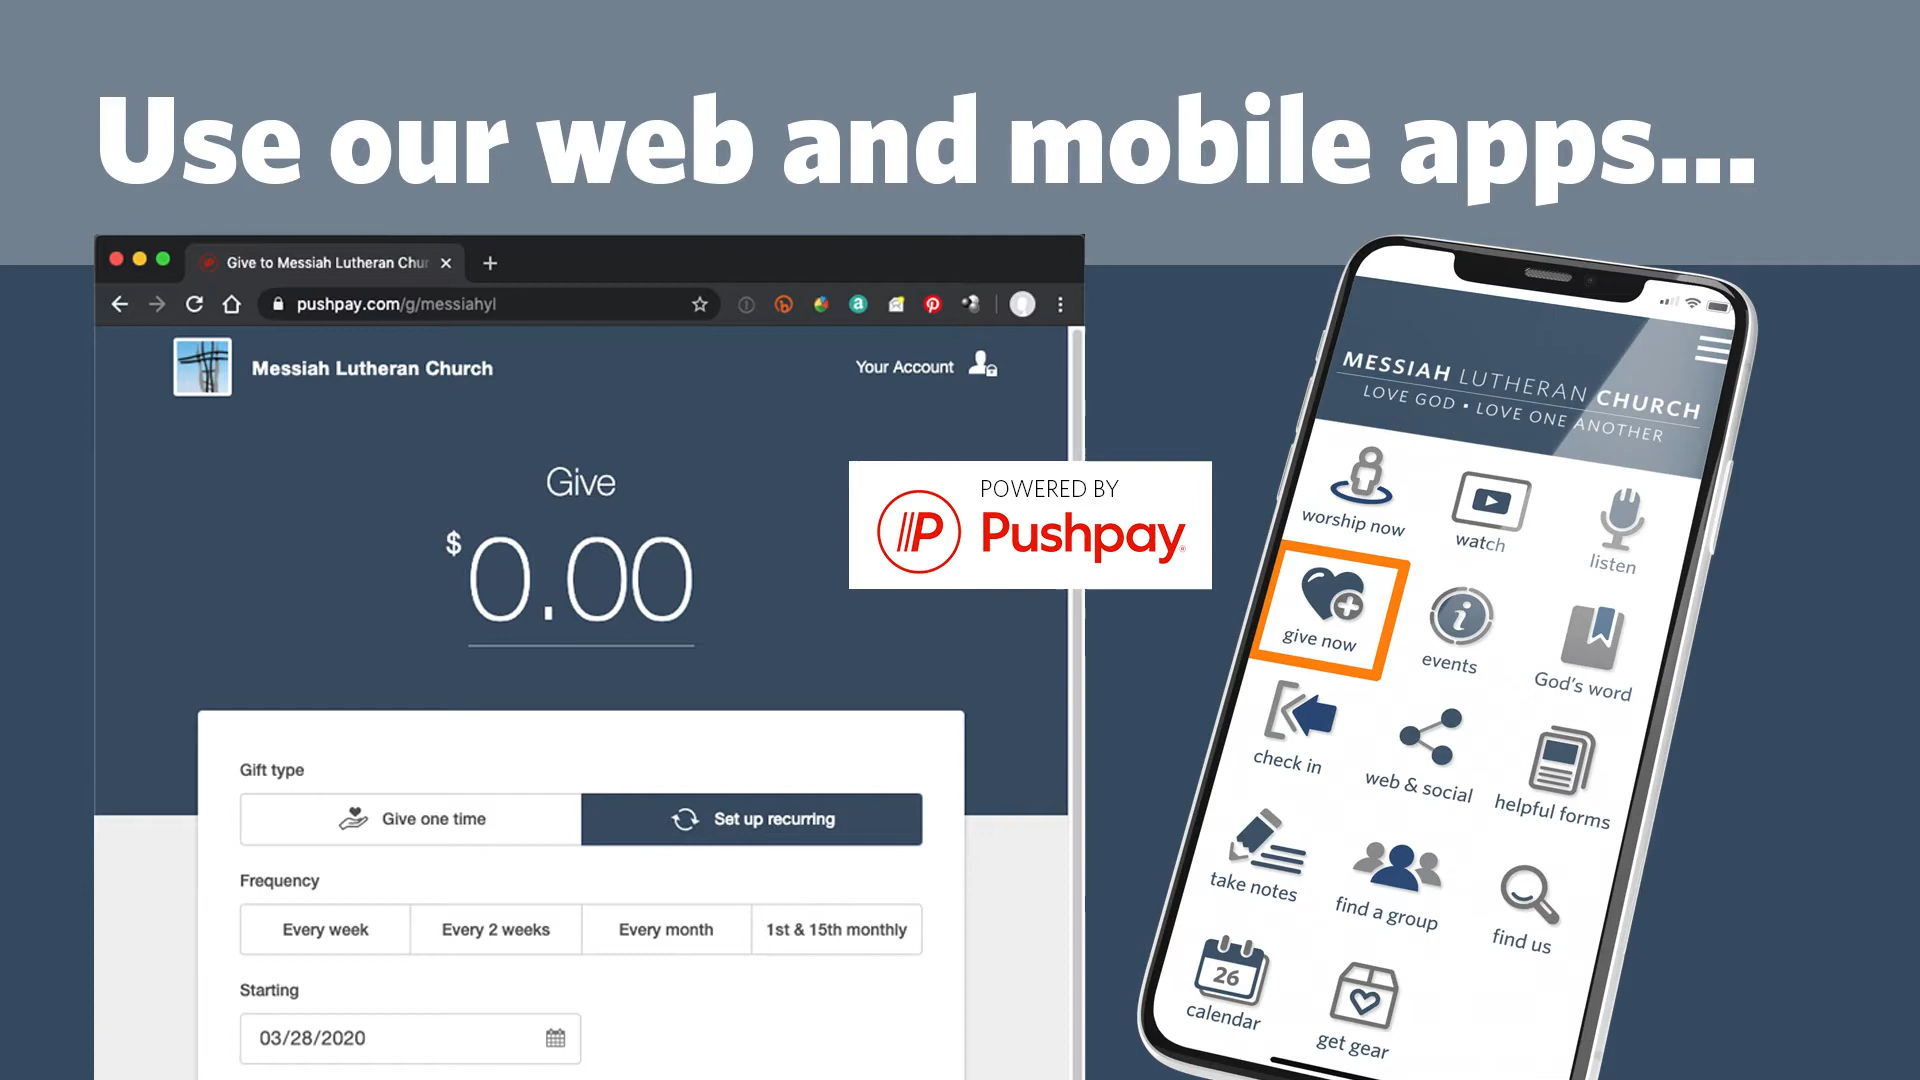 Use our web and mobile apps...
Give to Messiah Lutheran Chur
pushpay.com/g/messiahyl
Messiah Lutheran Church
Your Account
Give
$0.00
Gift type
Give one time
Set up recurring
Frequency
Every week
Every 2 weeks
Every month
1st & 15th monthly
Starting
03/28/2020
POWERED BY
Pushpay
MESSIAH LUTHERAN CHURCH
LOVE GOD • LOVE ONE ANOTHER
worship now
watch
listen
give now
events
God's word
check in
web & social
helpful forms
take notes
find a group
find us
26
calendar
get gear